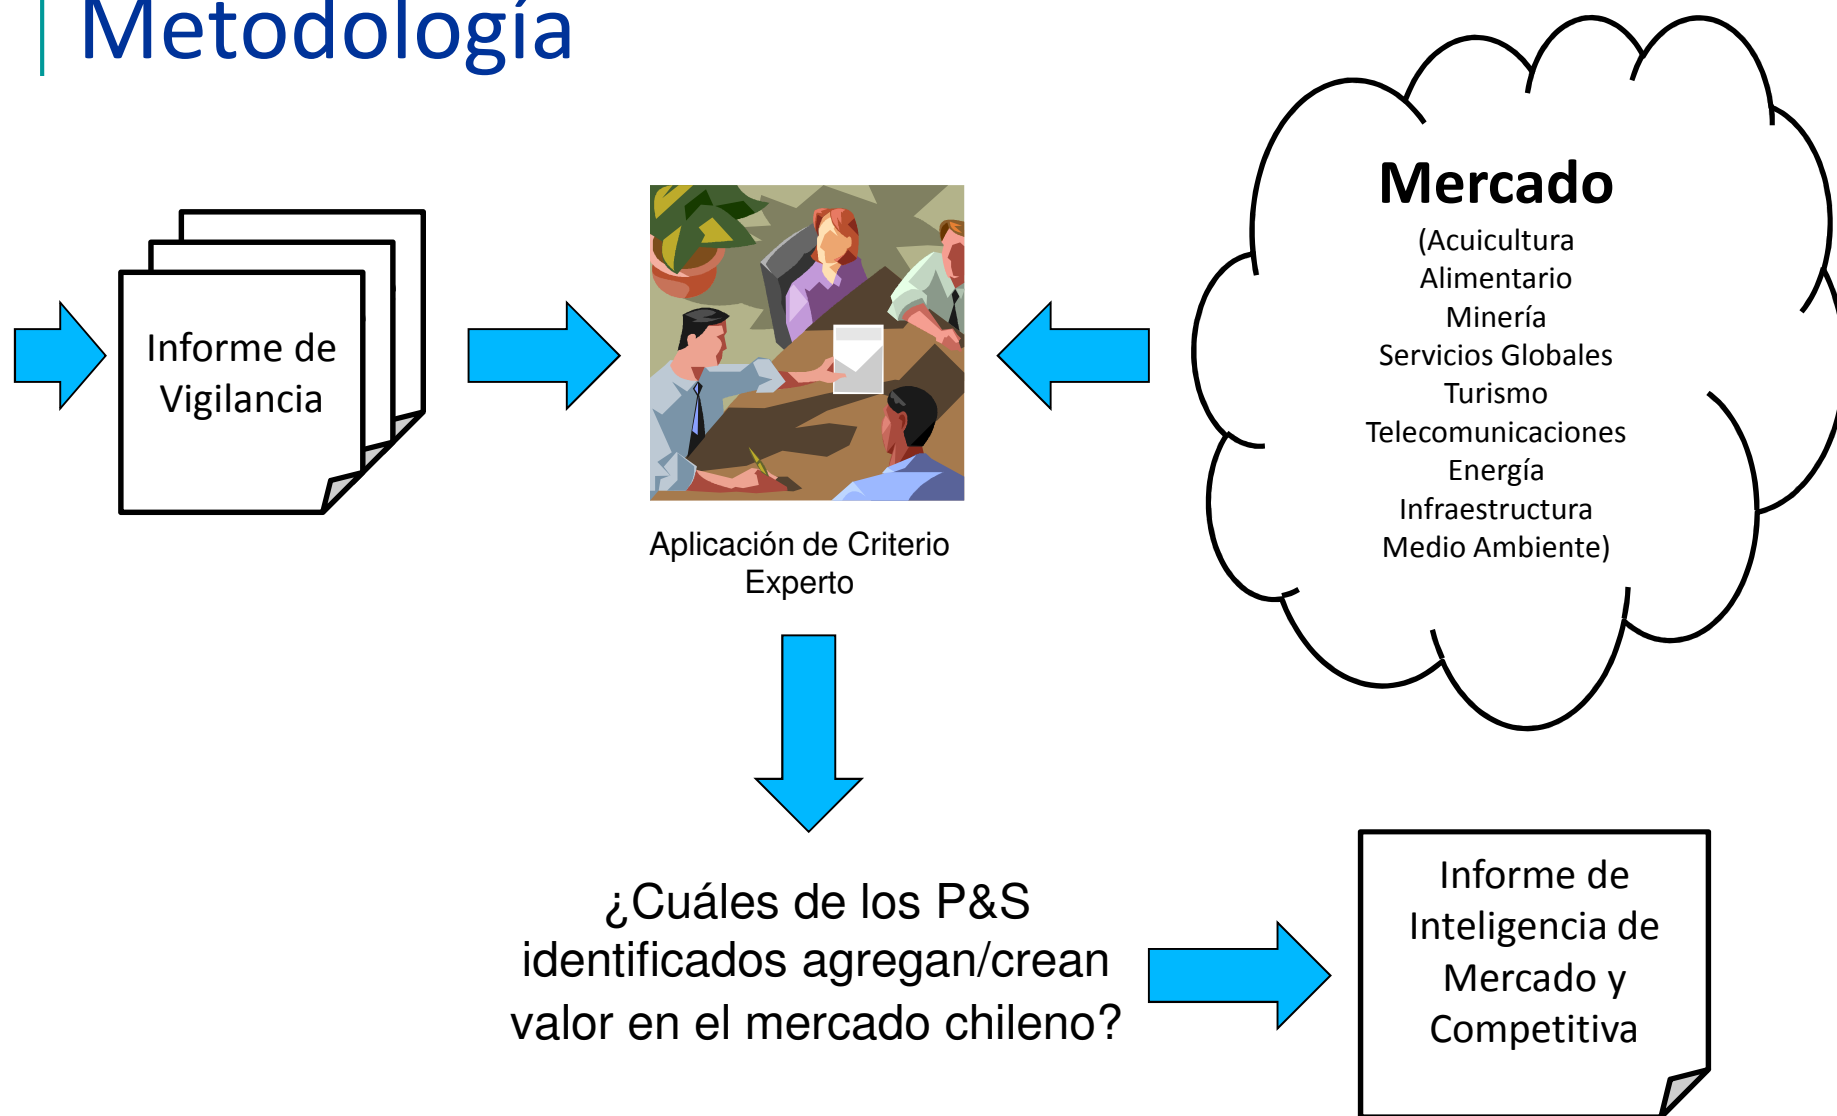 Metodología
Informe de
Vigilancia
Aplicación de Criterio
Experto
Mercado
(Acuicultura
Alimentario
Minería
Servicios Globales
Turismo
Telecomunicaciones
Energía
Infraestructura
Medio Ambiente)
¿Cuáles de los P&S
identificados agregan/crean
valor en el mercado chileno?
Informe de
Inteligencia de
Mercado y
Competitiva